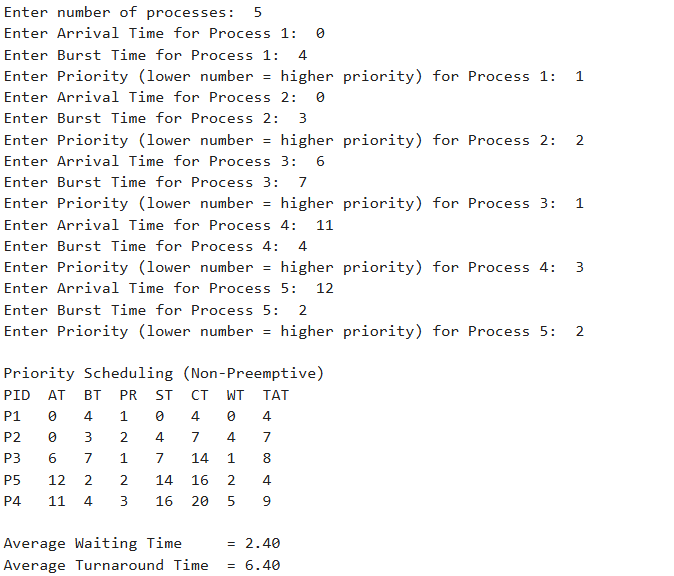 Enter number of processes:  5
Enter Arrival Time for Process 1:  0
Enter Burst Time for Process 1:  4
Enter Priority (lower number = higher priority) for Process 1:  1
Enter Arrival Time for Process 2:  0
Enter Burst Time for Process 2:  3
Enter Priority (lower number = higher priority) for Process 2:  2
Enter Arrival Time for Process 3:  6
Enter Burst Time for Process 3:  7
Enter Priority (lower number = higher priority) for Process 3:  1
Enter Arrival Time for Process 4:  11
Enter Burst Time for Process 4:  4
Enter Priority (lower number = higher priority) for Process 4:  3
Enter Arrival Time for Process 5:  12
Enter Burst Time for Process 5:  2
Enter Priority (lower number = higher priority) for Process 5:  2

Priority Scheduling (Non-Preemptive)
PID  AT  BT  PR  ST  CT  WT  TAT
P1   0   4   1   0   4   0   4
P2   0   3   2   4   7   4   7
P3   6   7   1   7   14  1   8
P5   12  2   2   14  16  2   4
P4   11  4   3   16  20  5   9

Average Waiting Time     = 2.40
Average Turnaround Time  = 6.40